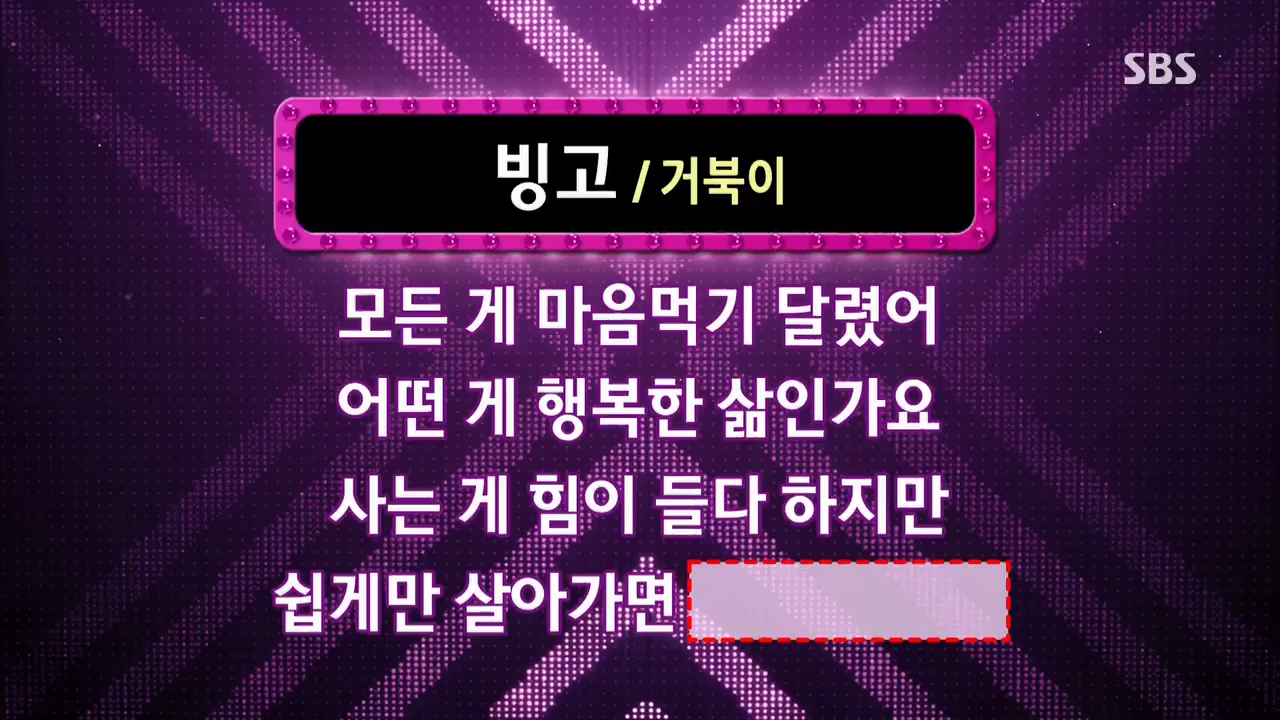 SBS
빙고 / 거북이
모든 게 마음먹기 달렸어
어떤 게 행복한 삶인가요
사는 게 힘이 들다 하지만
쉽게만 살아가면